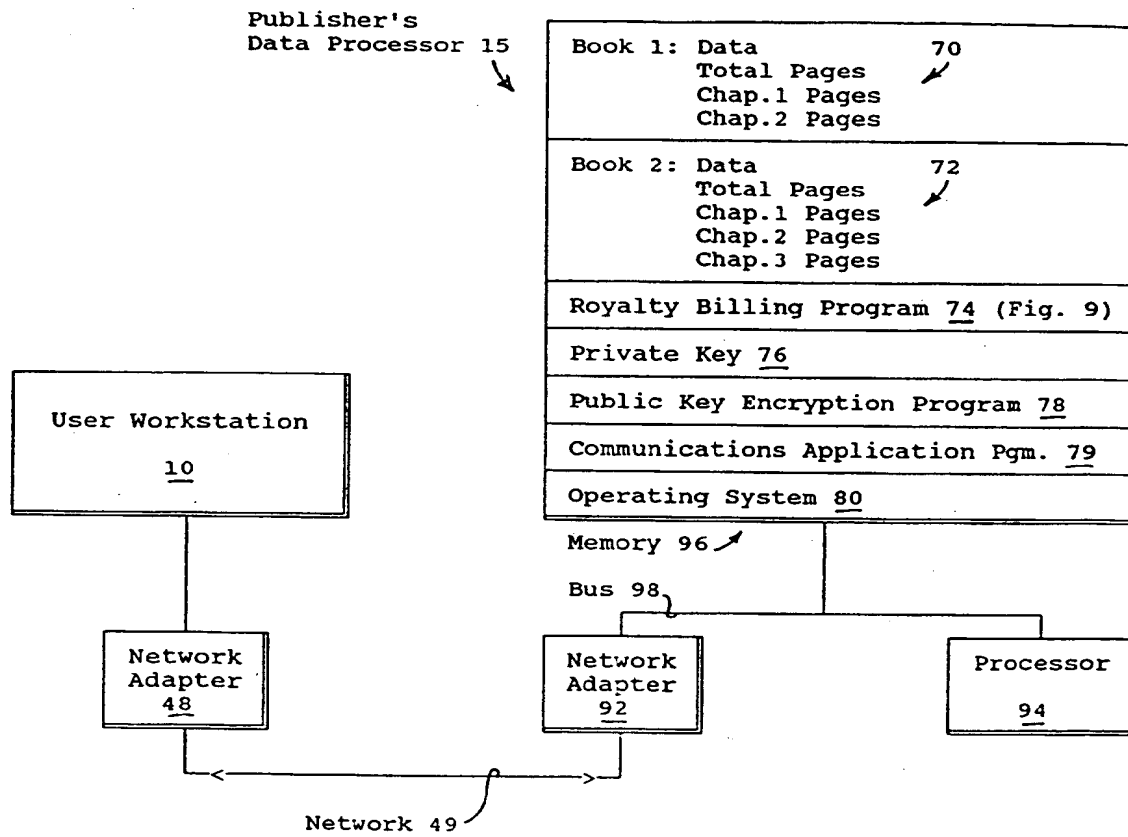 Publisher's
Data Processor 15
Book 1: Data 70
Total Pages
Chap.1 Pages
Chap.2 Pages
Book 2: Data 72
Total Pages
Chap.1 Pages
Chap.2 Pages
Chap.3 Pages
Royalty Billing Program 74 (Fig. 9)
Private Key 76
Public Key Encryption Program 78
Communications Application Pgm. 79
Operating System 80
User Workstation
10
Memory 96
Bus 98
Network
Adapter
48
Network
Adapter
92
Processor
94
Network 49